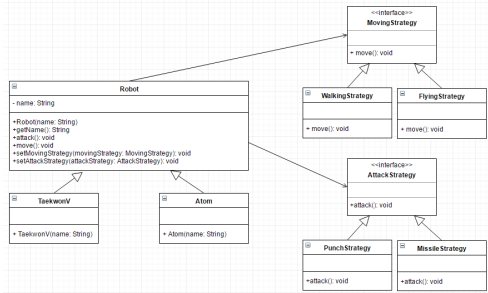 <<interface>>
MovingStrategy
+ move(): void
Robot
- name: String
+Robot(name: String)
+getName(): String
+attack(): void
+move(): void
+setMovingStrategy(movingStrategy: MovingStrategy): void
+setAttackStrategy(attackStrategy: AttackStrategy): void
WalkingStrategy
+ move(): void
FlyingStrategy
+ move(): void
<<interface>>
AttackStrategy
+attack(): void
TaekwonV
+ TaekwonV(name: String)
Atom
+ Atom(name: String)
PunchStrategy
+attack(): void
MissileStrategy
+attack(): void